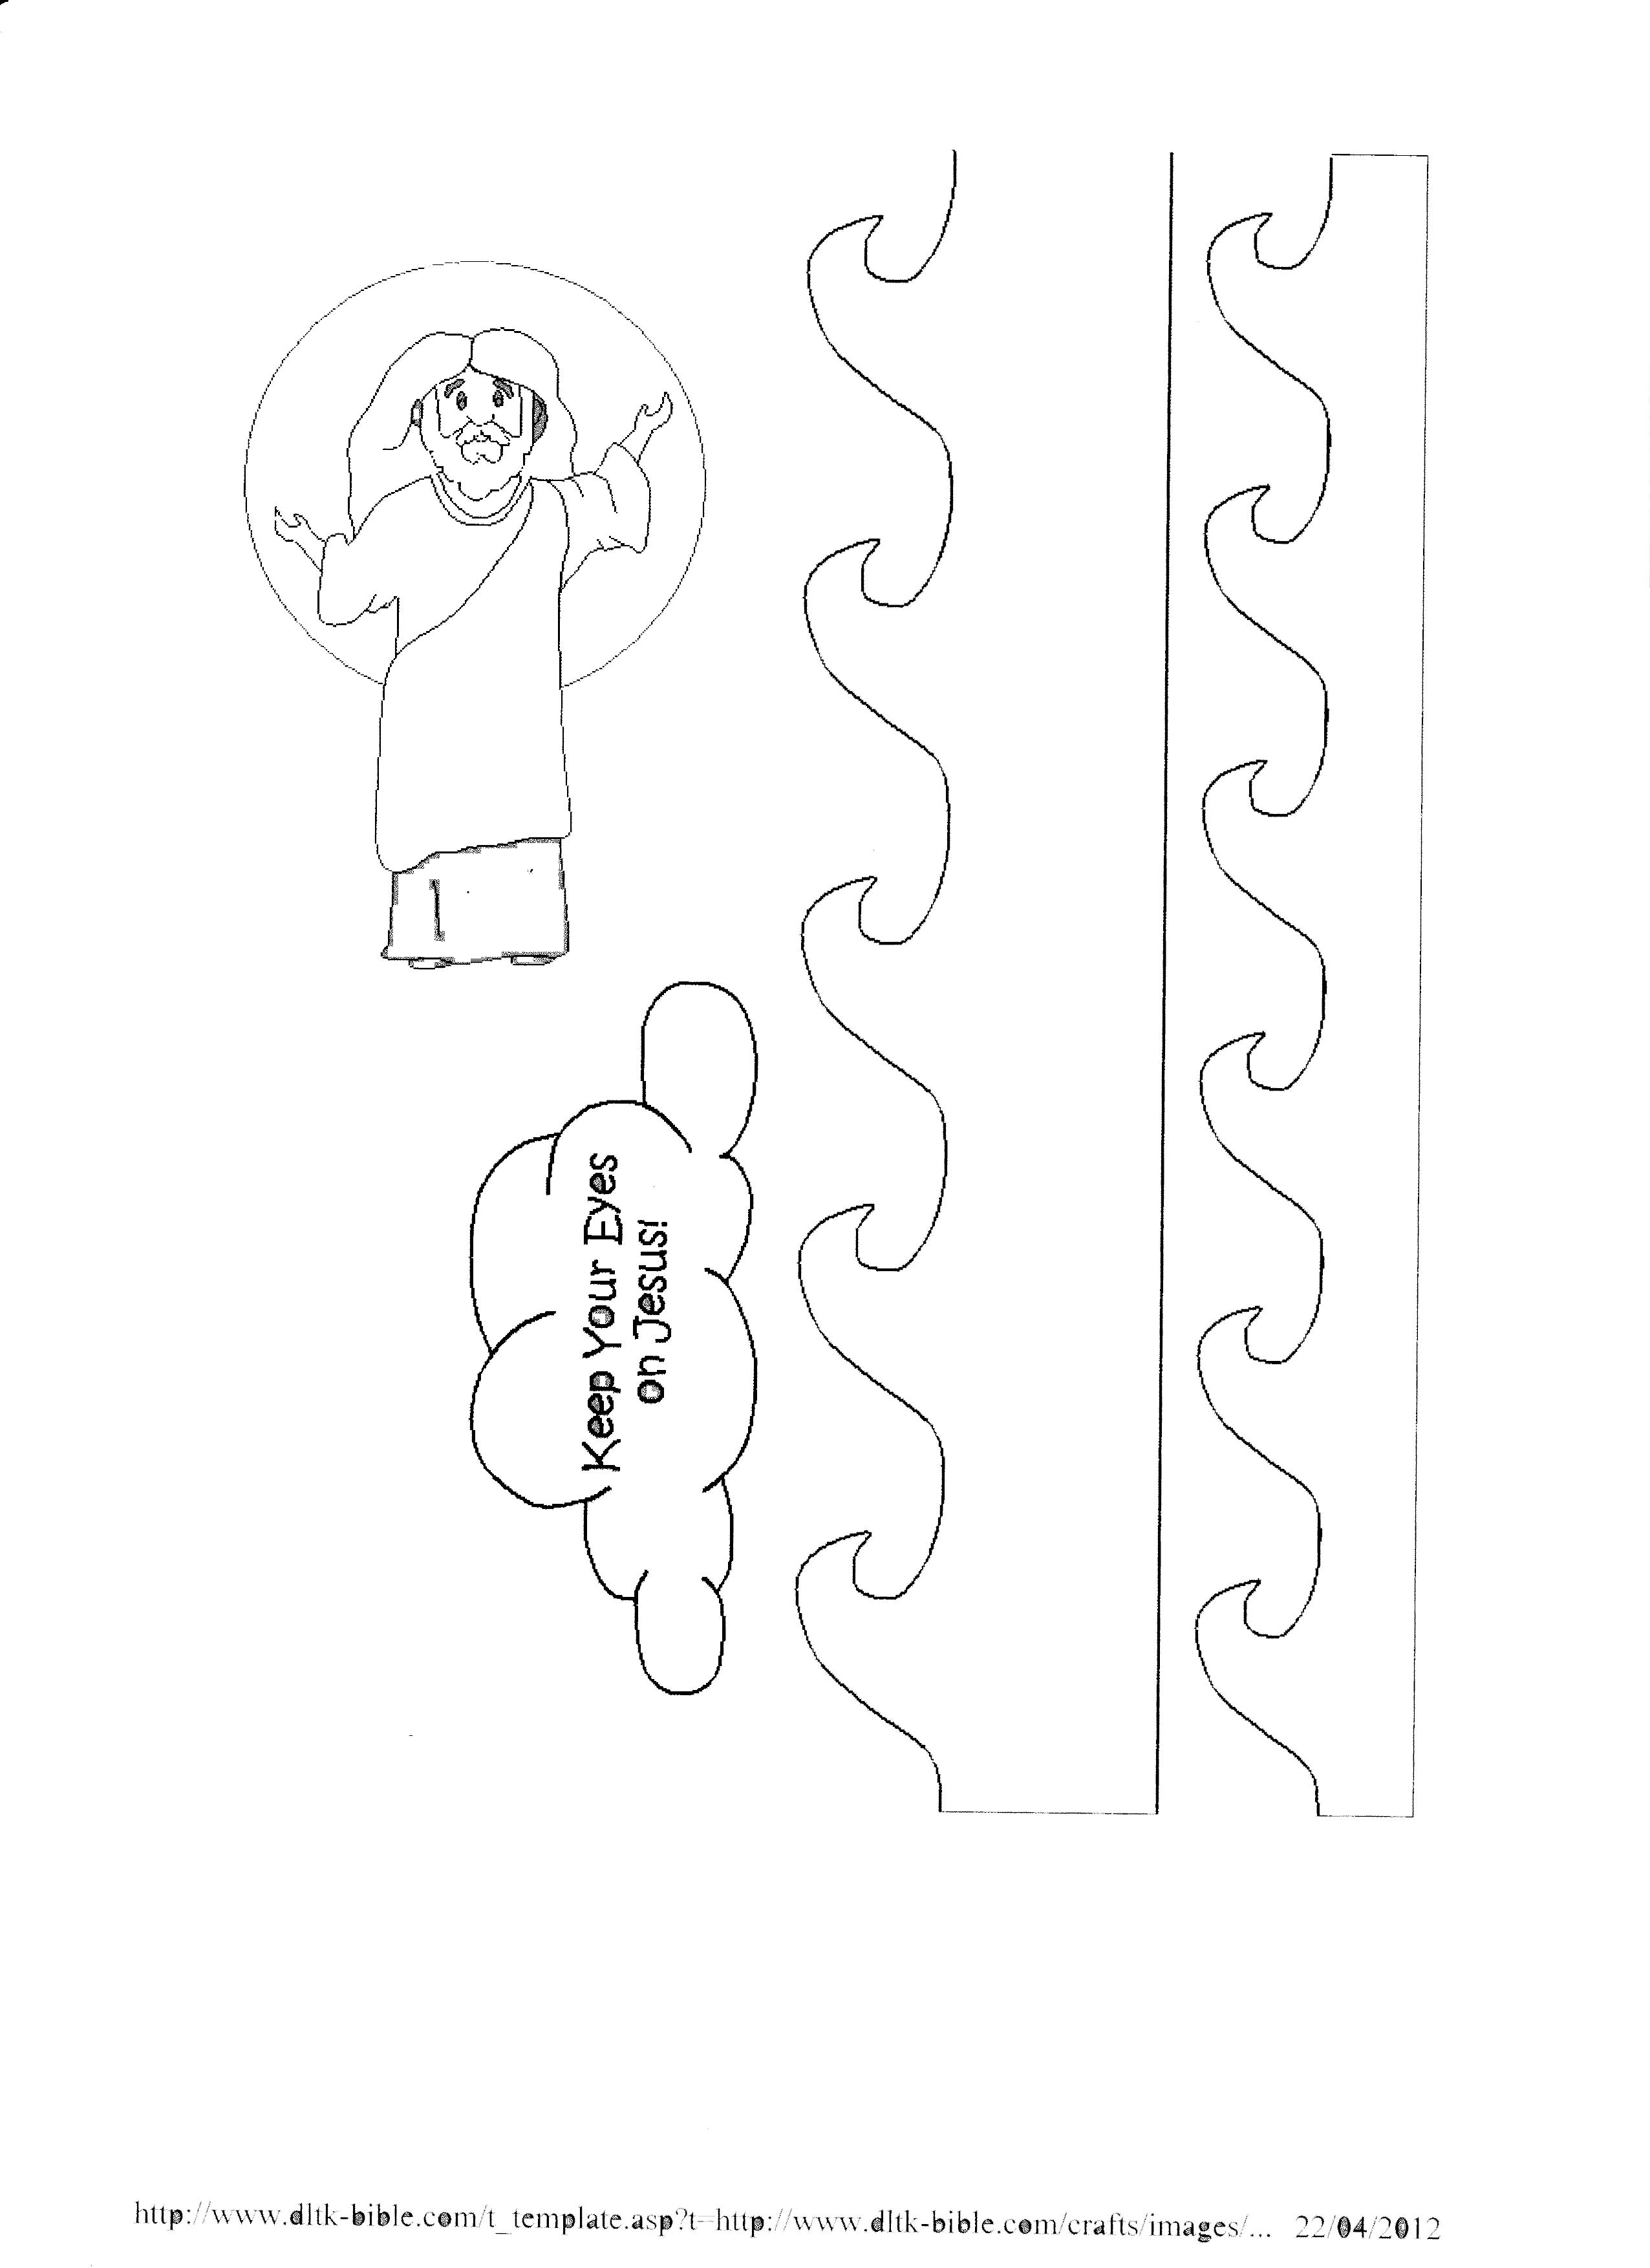 Keep Your Eyes
on Jesus!
http://www.dltk-bible.com/t_template.asp?t=http://www.dltk-bible.com/crafts/images/... 22/04/2012